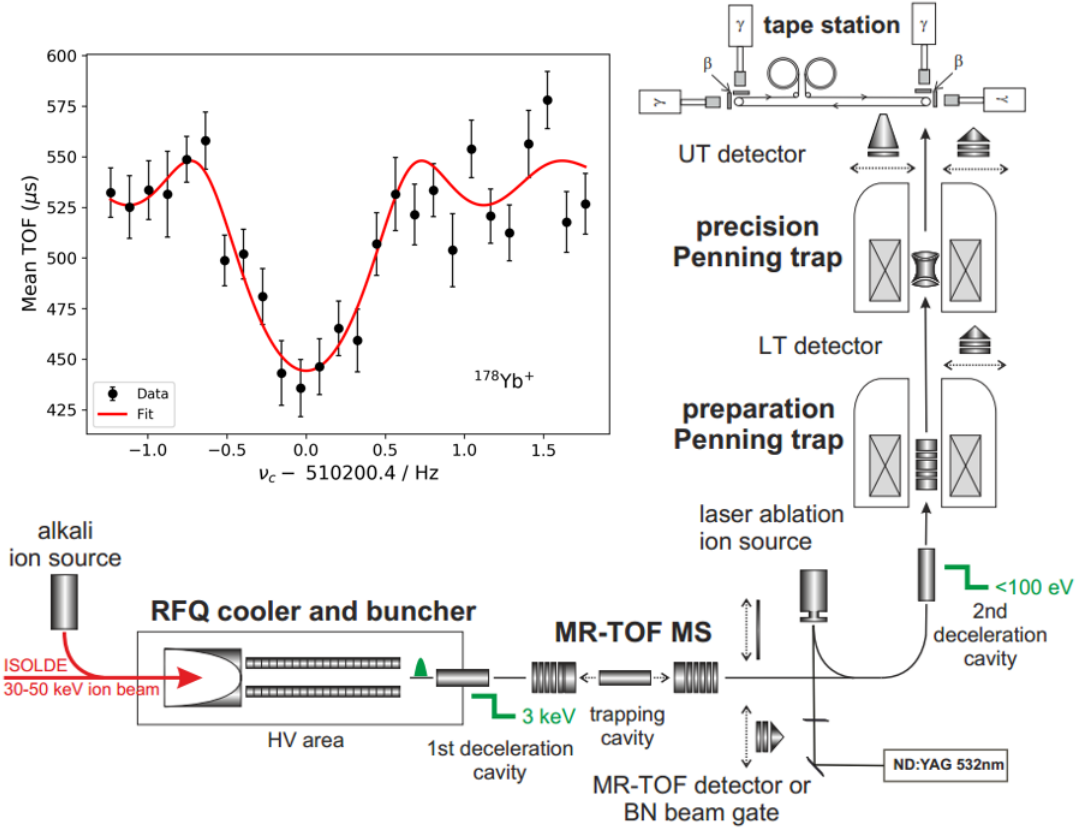 600
575
550
525
500
475
450
425
Mean TOF (μs)
−1.0
−0.5
0.0
0.5
1.0
1.5
ν_c − 510200.4 / Hz
Data
Fit
¹⁷⁸Yb⁺
tape station
γ
γ
β
β
γ
γ
UT detector
precision
Penning trap
LT detector
preparation
Penning trap
laser ablation
ion source
<100 eV
2nd
deceleration
cavity
alkali
ion source
RFQ cooler and buncher
MR-TOF MS
ISOLDE
30-50 keV ion beam
3 keV
HV area
1st deceleration
cavity
trapping
cavity
MR-TOF detector or
BN beam gate
ND:YAG 532nm